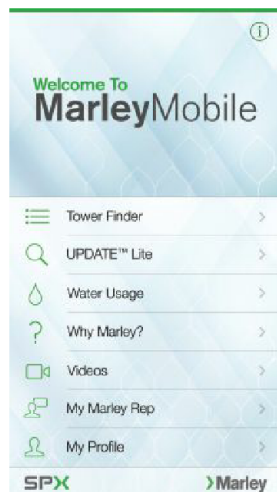 Welcome To
MarleyMobile
Tower Finder
UPDATE™ Lite
Water Usage
Why Marley?
Videos
My Marley Rep
My Profile
SPX Marley